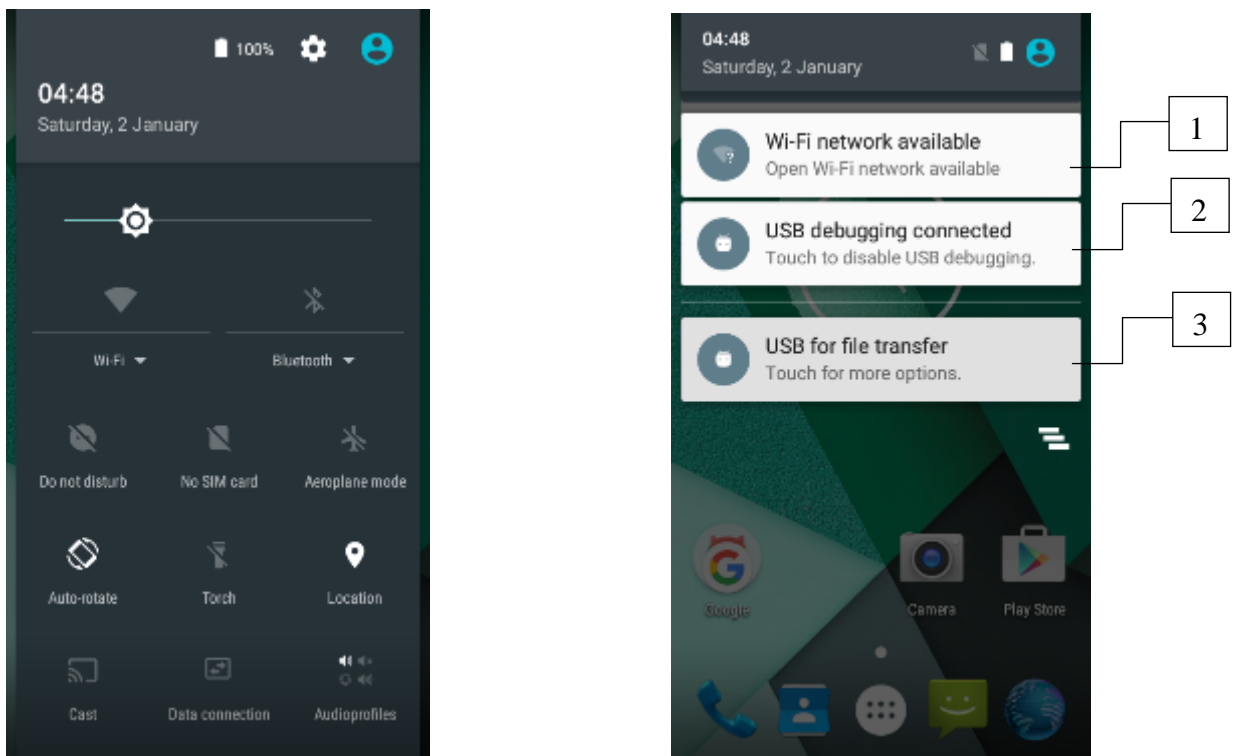 100%
04:48
Saturday, 2 January
Wi-Fi
Bluetooth
Do not disturb
No SIM card
Aeroplane mode
Auto-rotate
Torch
Location
Cast
Data connection
Audioprofiles
04:48
Saturday, 2 January
Wi-Fi network available
Open Wi-Fi network available
1
USB debugging connected
Touch to disable USB debugging.
2
USB for file transfer
Touch for more options.
3
Google
Camera
Play Store